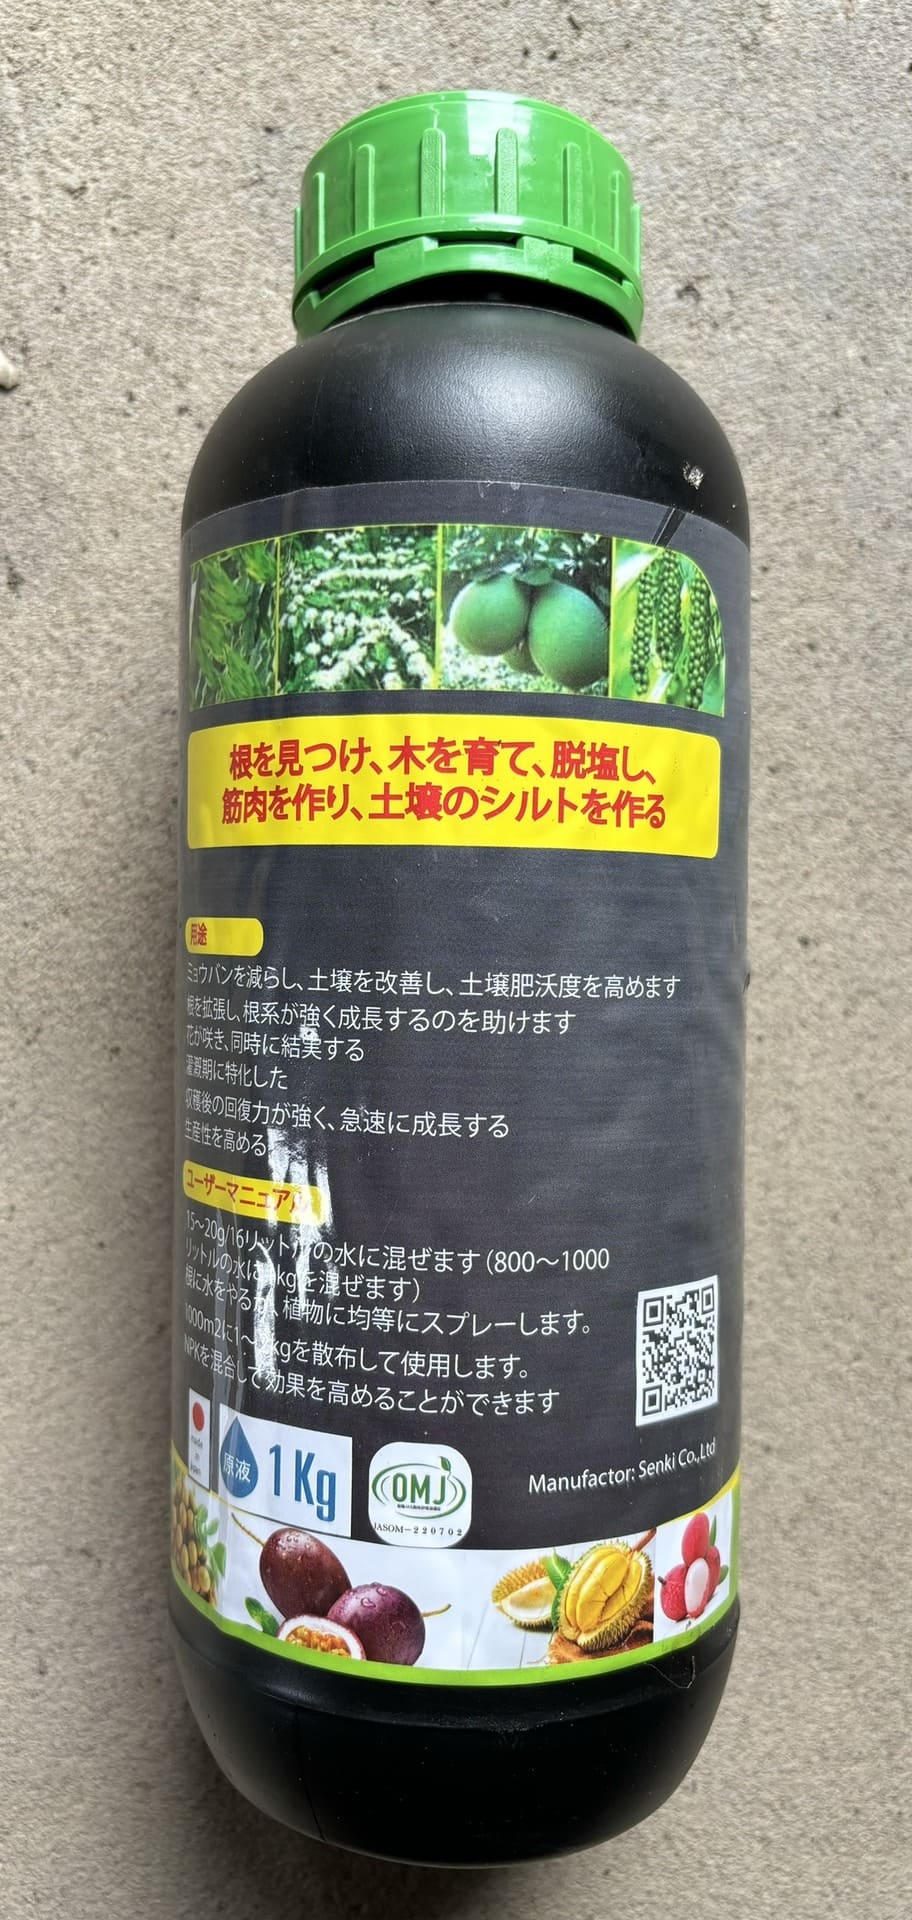 根を見つけ、木を育て、脱塩し、
筋肉を作り、土壌のシルトを作る
用途
ミョウバンを減らし、土壌を改善し、土壌肥沃度を高めます
根を拡張し、根系が強く成長するのを助けます
花が咲き、同時に結実する
灌漑期に特化した
収穫後の回復力が強く、急速に成長する
生産性を高める
ユーザーマニュアル
15～20g/16リットルの水に混ぜます（800～1000
リットルの水に1kgを混ぜます）
根に水をやるか、植物に均等にスプレーします。
1000m2に1～ kgを散布して使用します。
NPKを混合して効果を高めることができます
made
in
Japan
原液
1Kg
OMJ
JASOM-220702
Manufactor: Senki Co.,Ltd